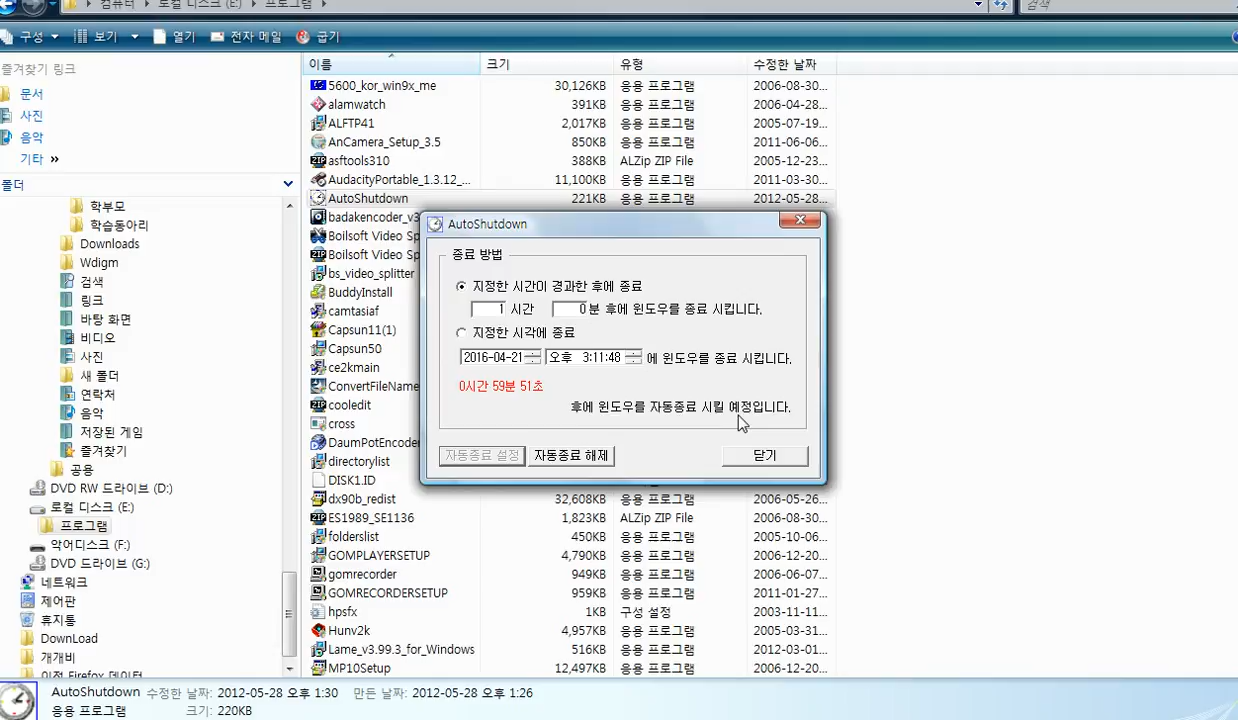 컴퓨터 ▸ 로컬 디스크 (E:) ▸ 프로그램 ▸
검색
구성 보기 열기 전자 메일 굽기
즐겨찾기 링크
문서
사진
음악
기타 »
폴더
학부모
학습동아리
Downloads
Wdigm
검색
링크
바탕 화면
비디오
사진
새 폴더
연락처
음악
저장된 게임
즐겨찾기
공용
DVD RW 드라이브 (D:)
로컬 디스크 (E:)
프로그램
악어디스크 (F:)
DVD 드라이브 (G:)
네트워크
제어판
휴지통
DownLoad
개개비
이전 Firefox 데이터
이름 크기 유형 수정한 날짜
5600_kor_win9x_me 30,126KB 응용 프로그램 2006-08-30...
alamwatch 391KB 응용 프로그램 2006-04-28...
ALFTP41 2,017KB 응용 프로그램 2005-07-19...
AnCamera_Setup_3.5 850KB 응용 프로그램 2011-06-06...
asftools310 388KB ALZip ZIP File 2005-12-23...
AudacityPortable_1.3.12_... 11,100KB 응용 프로그램 2011-03-30...
AutoShutdown 221KB 응용 프로그램 2012-05-28...
badakencoder_v3
Boilsoft Video Sp
Boilsoft Video Sp
bs_video_splitter
BuddyInstall
camtasiaf
Capsun11(1)
Capsun50
ce2kmain
ConvertFileName
cooledit
cross
DaumPotEncoder
directorylist
DISK1.ID
dx90b_redist 32,608KB 응용 프로그램 2006-05-26...
ES1989_SE1136 1,823KB ALZip ZIP File 2006-08-30...
folderslist 450KB 응용 프로그램 2005-10-06...
GOMPLAYERSETUP 4,790KB 응용 프로그램 2006-12-20...
gomrecorder 949KB 응용 프로그램 2006-06-07...
GOMRECORDERSETUP 959KB 응용 프로그램 2011-01-27...
hpsfx 1KB 구성 설정 2003-11-11...
Hunv2k 4,957KB 응용 프로그램 2005-03-31...
Lame_v3.99.3_for_Windows 516KB 응용 프로그램 2012-03-01...
MP10Setup 12,497KB 응용 프로그램 2006-12-20...
AutoShutdown
종료 방법
지정한 시간이 경과한 후에 종료
1 시간 0분 후에 윈도우를 종료 시킵니다.
지정한 시각에 종료
2016-04-21 오후 3:11:48 에 윈도우를 종료 시킵니다.
0시간 59분 51초
후에 윈도우를 자동종료 시킬 예정입니다.
자동종료 설정 자동종료 해제 닫기
AutoShutdown 수정한 날짜: 2012-05-28 오후 1:30 만든 날짜: 2012-05-28 오후 1:26
응용 프로그램 크기: 220KB